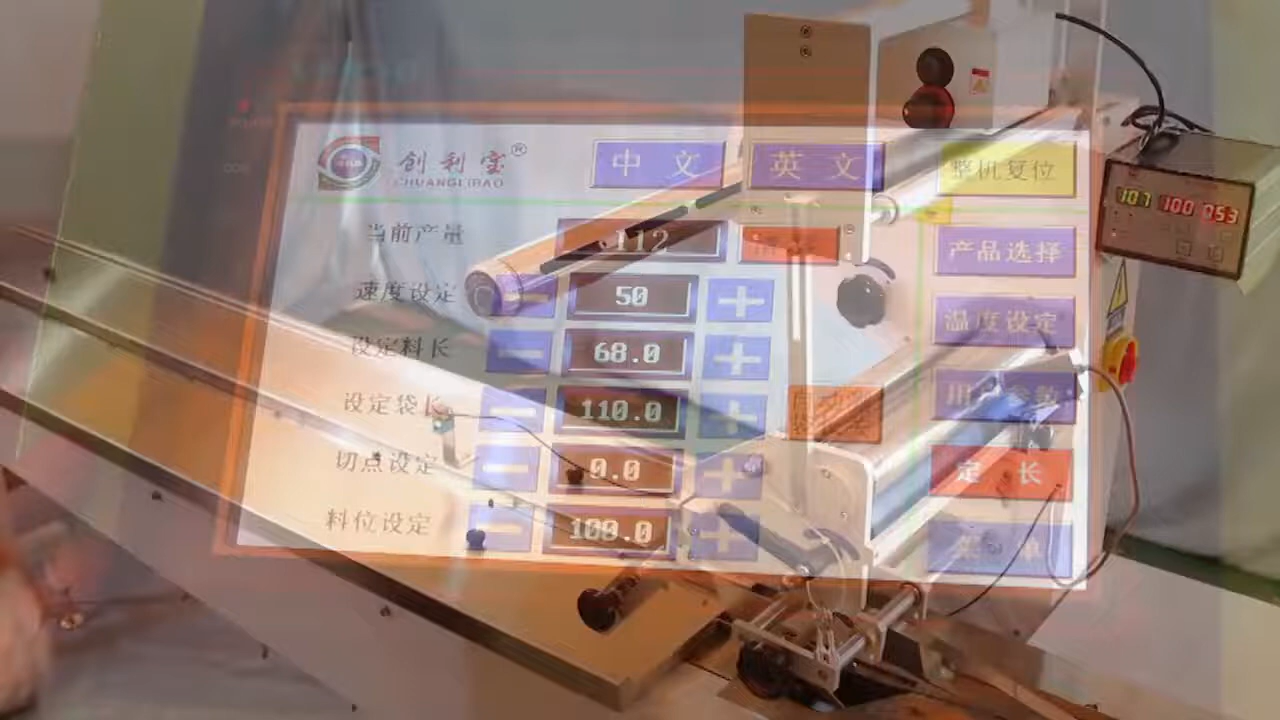 创利宝®
CHUANGLIBAO
中文 英文 整机复位
当前产量 112
产品选择
速度设定 50
温度设定
设定料长 68.0
设定袋长 110.0
切点设定 0.0
定长
料位设定 100.0
107 100 053